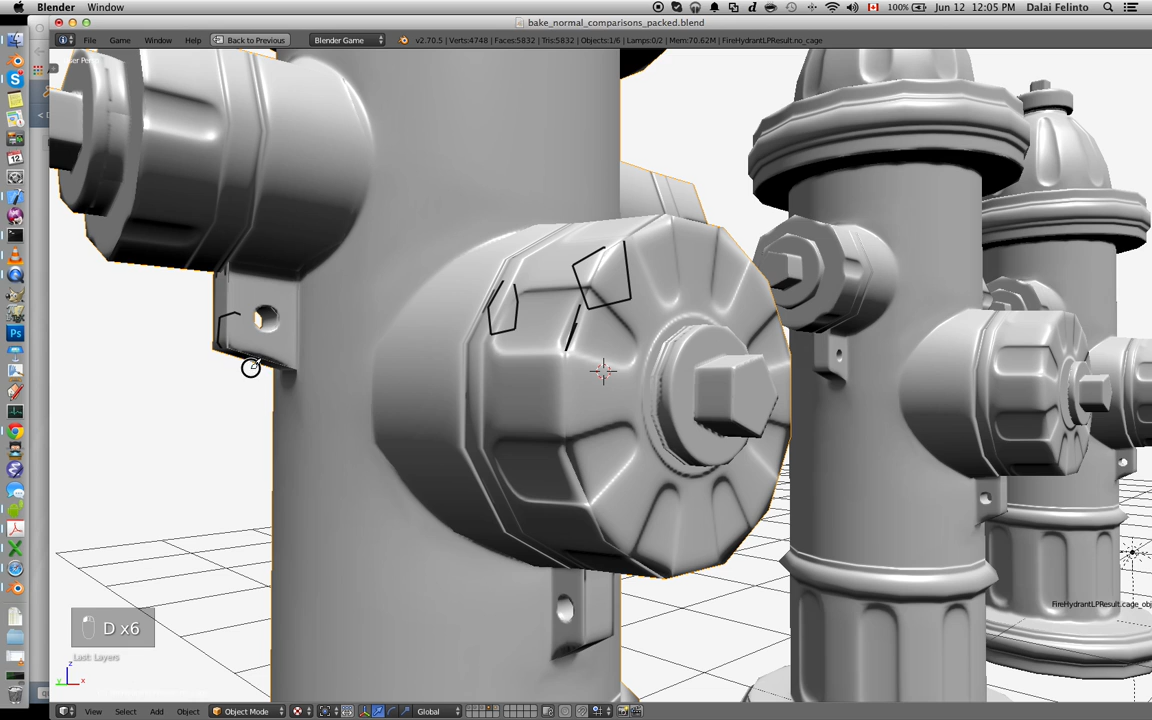 Blender Window 100% Jun 12 12:05 PM Dalai Felinto
bake_normal_comparisons_packed.blend
File Game Window Help Back to Previous Blender Game v2.70.5 | Verts:4748 | Faces:5832 | Tris:5832 | Objects:1/6 | Lamps:0/2 | Mem:70.62M | FireHydrantLPResult.no_cage
FireHydrantLPResult.cage_obj
D x6
Last: Layers
z
y x
View Select Add Object Object Mode Global